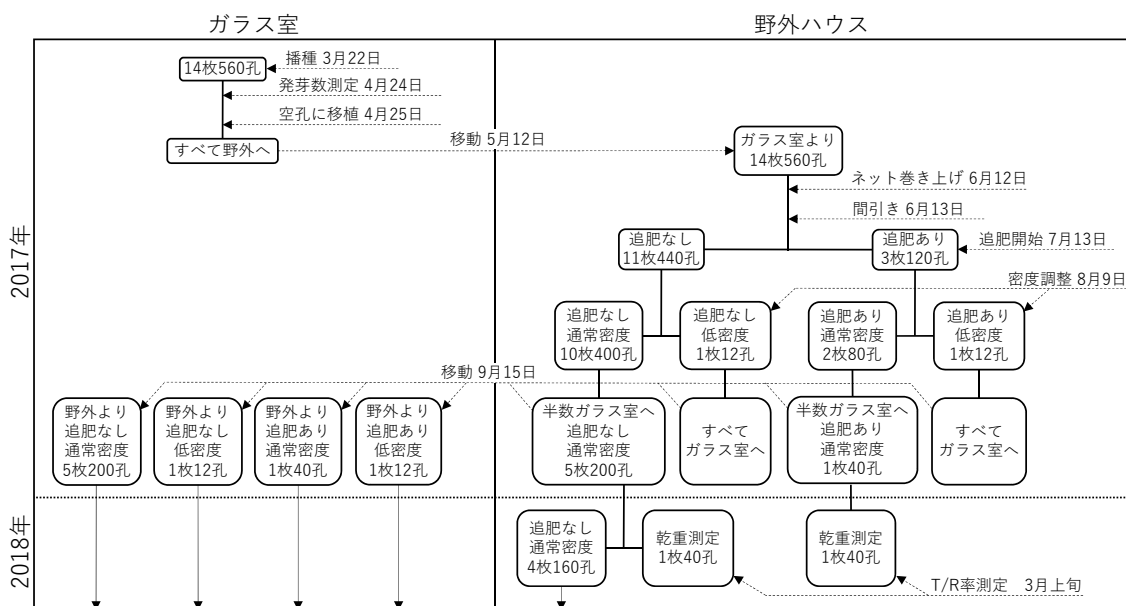 ガラス室
野外ハウス
2017年
14枚560孔
播種 3月22日
発芽数測定 4月24日
空孔に移植 4月25日
すべて野外へ
移動 5月12日
ガラス室より
14枚560孔
ネット巻き上げ 6月12日
間引き 6月13日
追肥なし
11枚440孔
追肥あり
3枚120孔
追肥開始 7月13日
密度調整 8月9日
追肥なし
通常密度
10枚400孔
追肥なし
低密度
1枚12孔
追肥あり
通常密度
2枚80孔
追肥あり
低密度
1枚12孔
移動 9月15日
野外より
追肥なし
通常密度
5枚200孔
野外より
追肥なし
低密度
1枚12孔
野外より
追肥あり
通常密度
1枚40孔
野外より
追肥あり
低密度
1枚12孔
半数ガラス室へ
追肥なし
通常密度
5枚200孔
すべて
ガラス室へ
半数ガラス室へ
追肥あり
通常密度
1枚40孔
すべて
ガラス室へ
2018年
追肥なし
通常密度
4枚160孔
乾重測定
1枚40孔
乾重測定
1枚40孔
T/R率測定 3月上旬